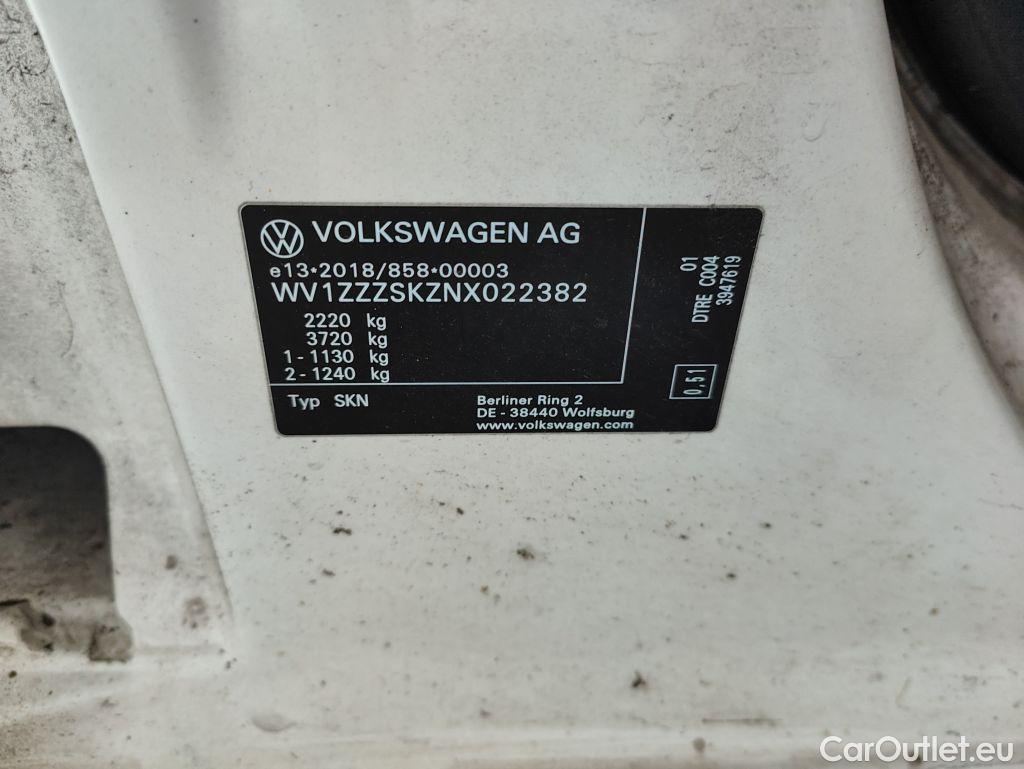 VOLKSWAGEN AG
e13*2018/858*00003
WV1ZZZSKZNX022382
2220 kg
3720 kg
1 - 1130 kg
2 - 1240 kg
Typ SKN
Berliner Ring 2
DE - 38440 Wolfsburg
www.volkswagen.com
01
DTRE C004
3947619
0,51
CarOutlet.eu